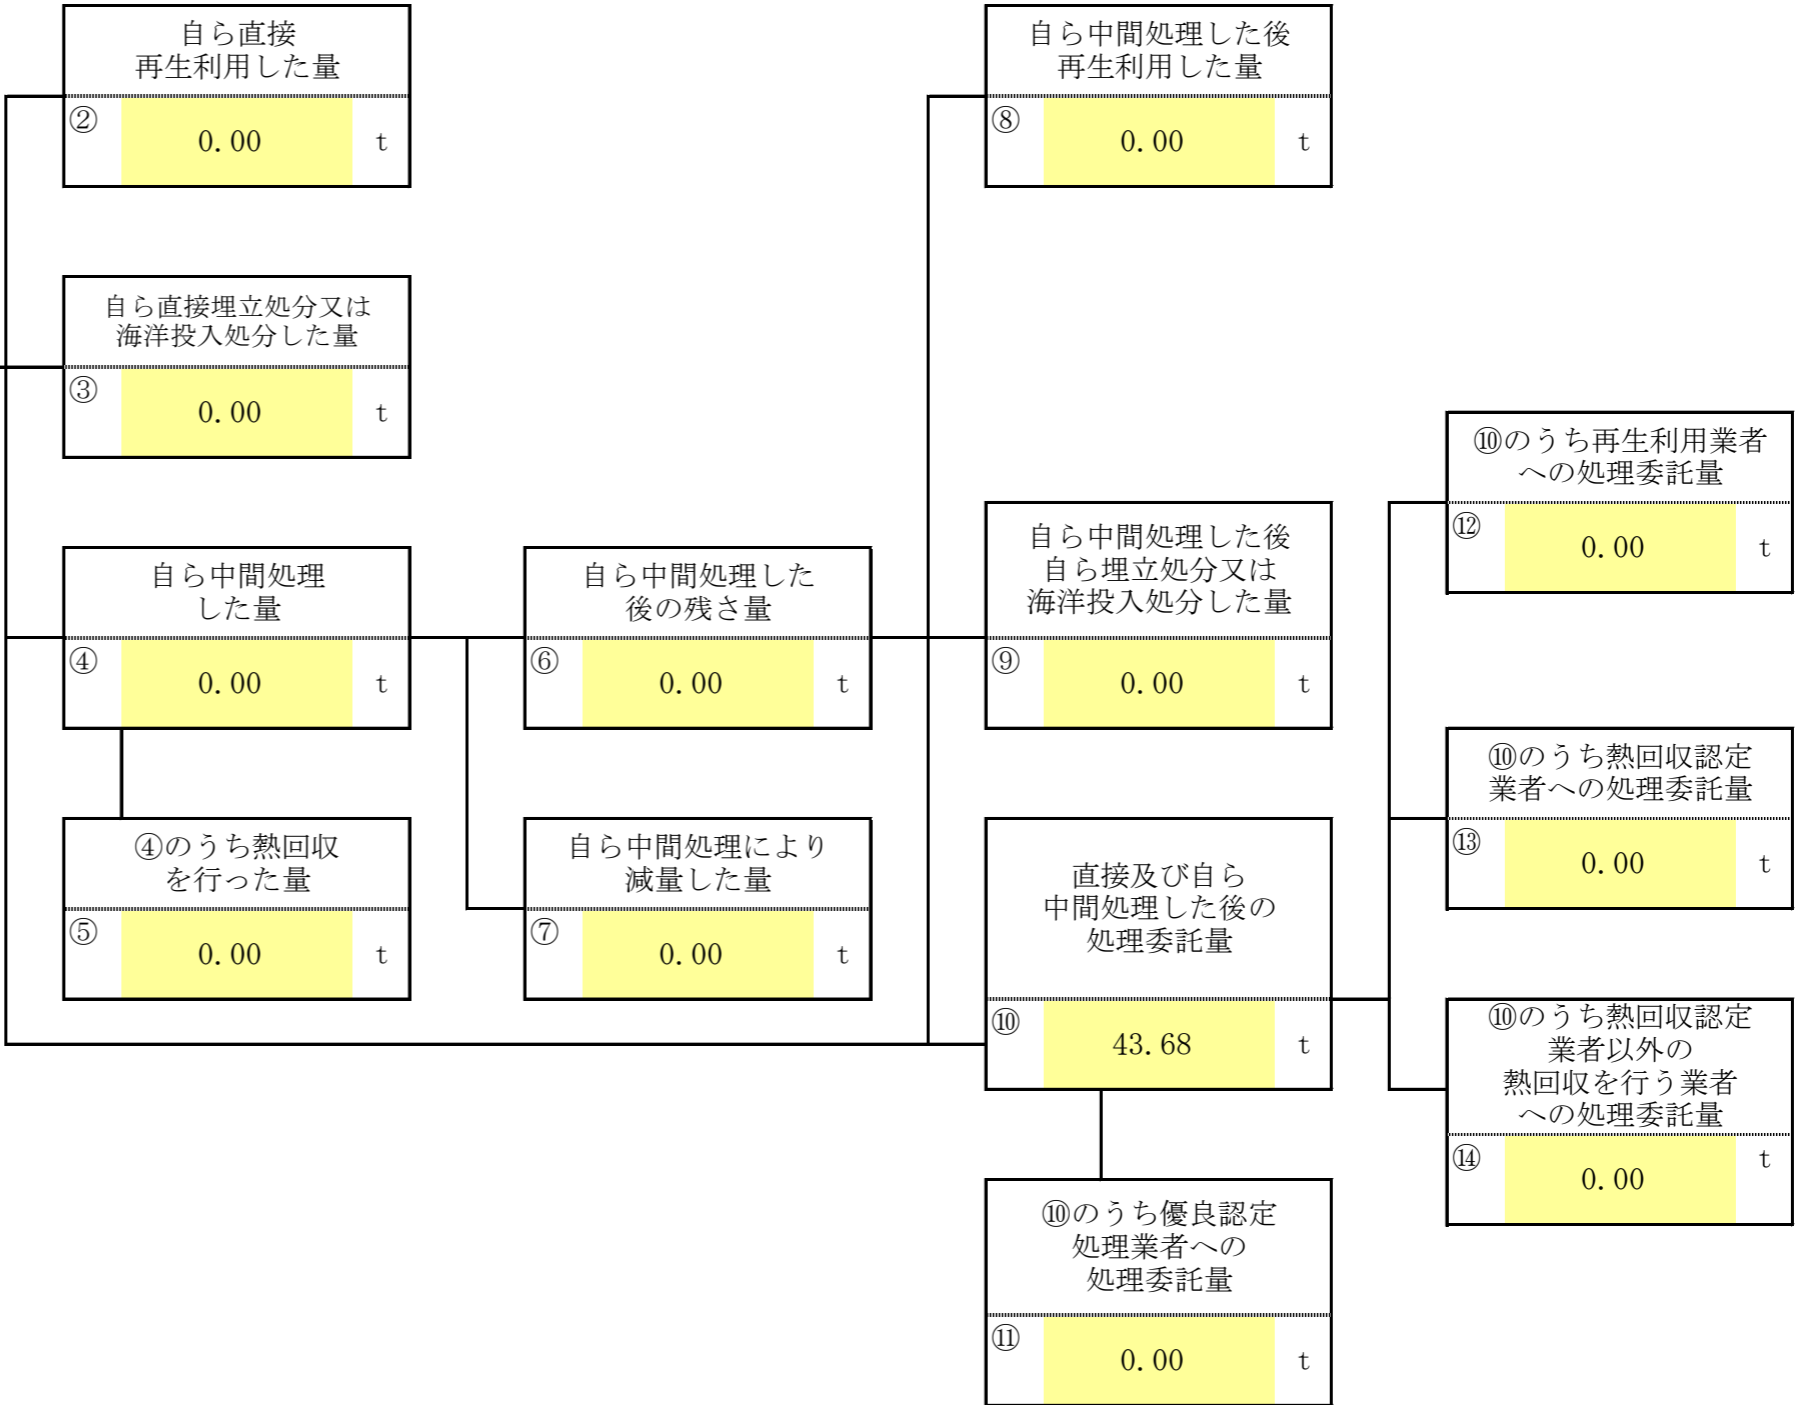 自ら直接
再生利用した量
② 0.00 t
自ら中間処理した後
再生利用した量
⑧ 0.00 t
自ら直接埋立処分又は
海洋投入処分した量
③ 0.00 t
⑩のうち再生利用業者
への処理委託量
⑫ 0.00 t
自ら中間処理
した量
④ 0.00 t
自ら中間処理した
後の残さ量
⑥ 0.00 t
自ら中間処理した後
自ら埋立処分又は
海洋投入処分した量
⑨ 0.00 t
⑩のうち熱回収認定
業者への処理委託量
⑬ 0.00 t
④のうち熱回収
を行った量
⑤ 0.00 t
自ら中間処理により
減量した量
⑦ 0.00 t
直接及び自ら
中間処理した後の
処理委託量
⑩ 43.68 t
⑩のうち熱回収認定
業者以外の
熱回収を行う業者
への処理委託量
⑭ 0.00 t
⑩のうち優良認定
処理業者への
処理委託量
⑪ 0.00 t